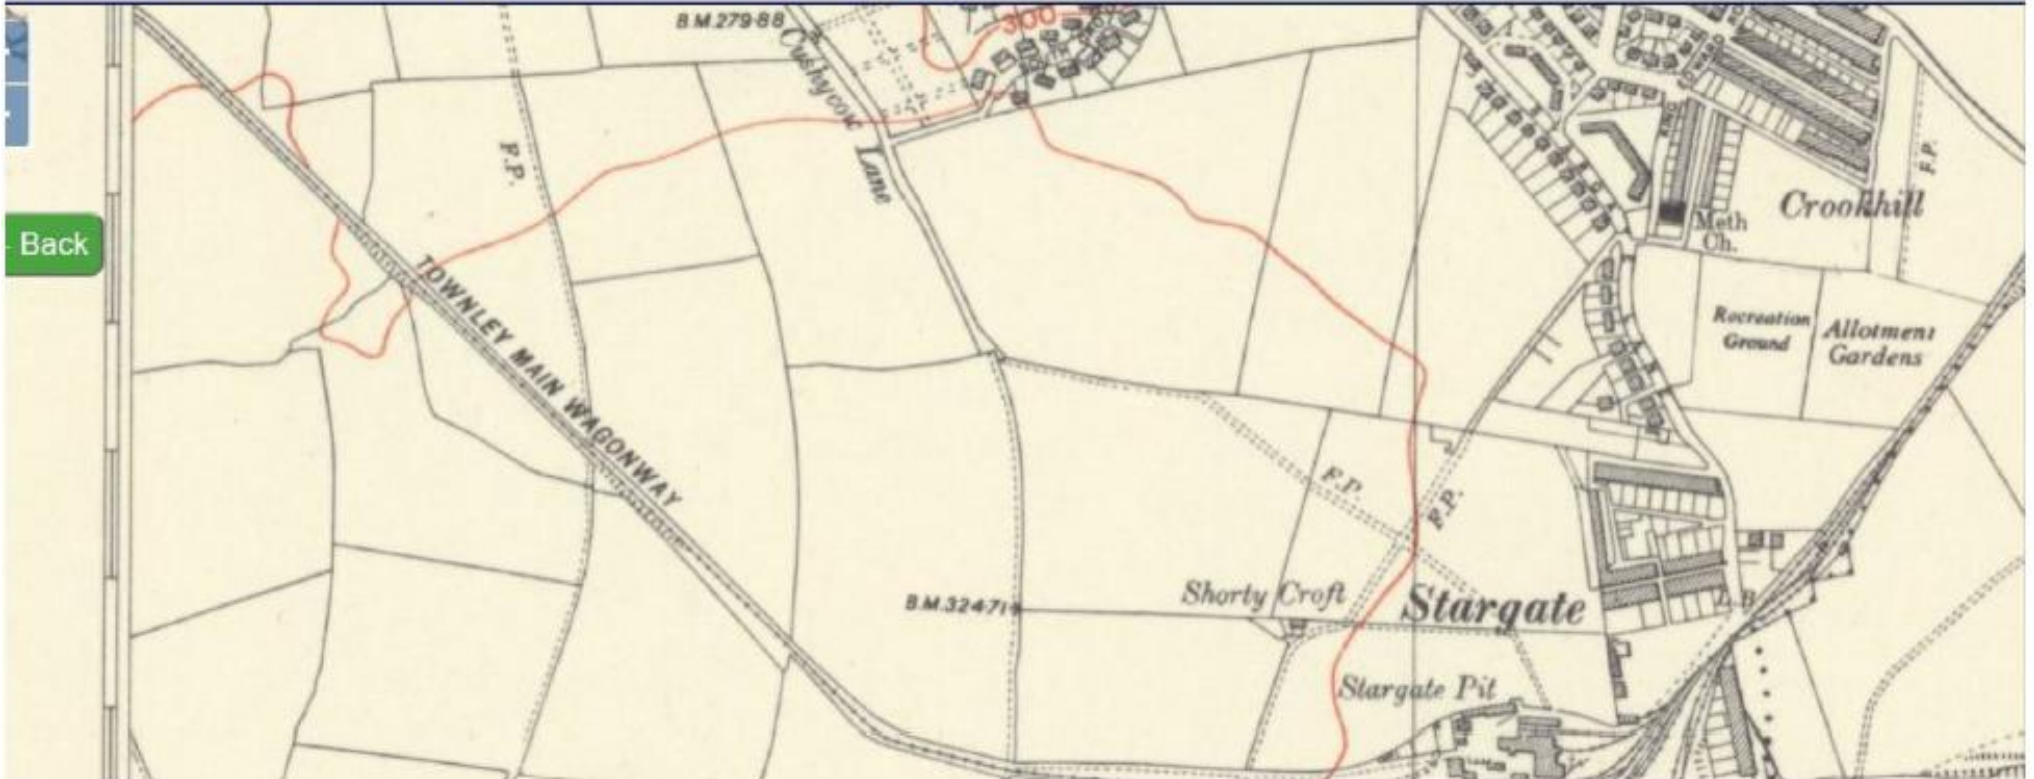 B.M.279·88
300
Cushycow Lane
F.P.
F.P.
Crookhill
Meth
Ch.
Back
TOWNLEY MAIN WAGONWAY
Recreation
Ground
Allotment
Gardens
F.P.
F.P.
B.M.324·71
Shorty Croft
Stargate
L.B
Stargate Pit